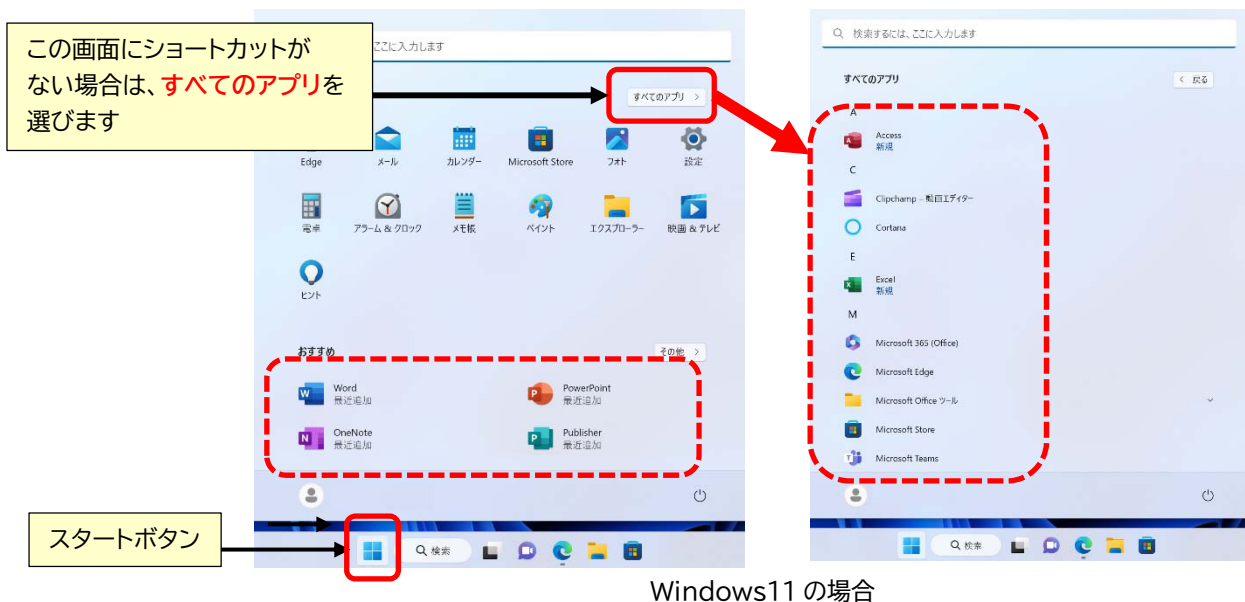 この画面にショートカットが
ない場合は、すべてのアプリを
選びます
ここに入力します
すべてのアプリ >
Edge
メール
カレンダー
Microsoft Store
フォト
設定
電卓
アラーム & クロック
メモ帳
ペイント
エクスプローラー
映画 & テレビ
ヒント
おすすめ
その他 >
Word
最近追加
PowerPoint
最近追加
OneNote
最近追加
Publisher
最近追加
スタートボタン
検索
検索するには、ここに入力します
すべてのアプリ
< 戻る
A
Access
新規
C
Clipchamp – 動画エディター
Cortana
E
Excel
新規
M
Microsoft 365 (Office)
Microsoft Edge
Microsoft Office ツール
Microsoft Store
Microsoft Teams
検索
Windows11 の場合